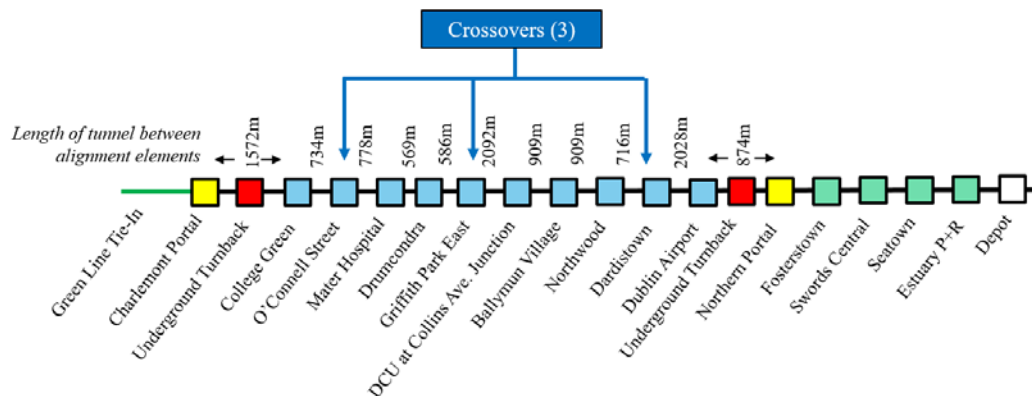 Crossovers (3)
Length of tunnel between
alignment elements
1572m
734m
778m
569m
586m
2092m
909m
909m
716m
2028m
874m
Green Line Tie-In
Charlemont Portal
Underground Turnback
College Green
O'Connell Street
Mater Hospital
Drumcondra
Griffith Park East
DCU at Collins Ave. Junction
Ballymun Village
Northwood
Dardistown
Dublin Airport
Underground Turnback
Northern Portal
Fosterstown
Swords Central
Seatown
Estuary P+R
Depot